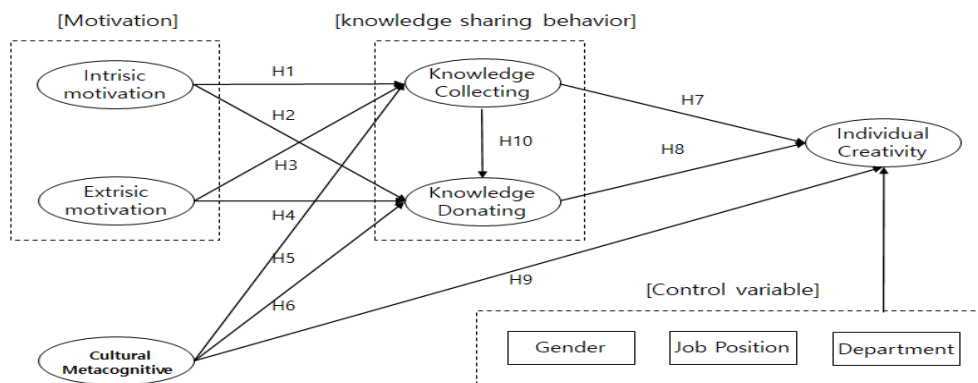 [Motivation]
[knowledge sharing behavior]
Intrisic
motivation
H1
Knowledge
Collecting
H7
H2
Individual
Creativity
H10
H8
H3
Extrisic
motivation
Knowledge
Donating
H4
H5
H9
H6
[Control variable]
Cultural
Metacognitive
Gender
Job Position
Department